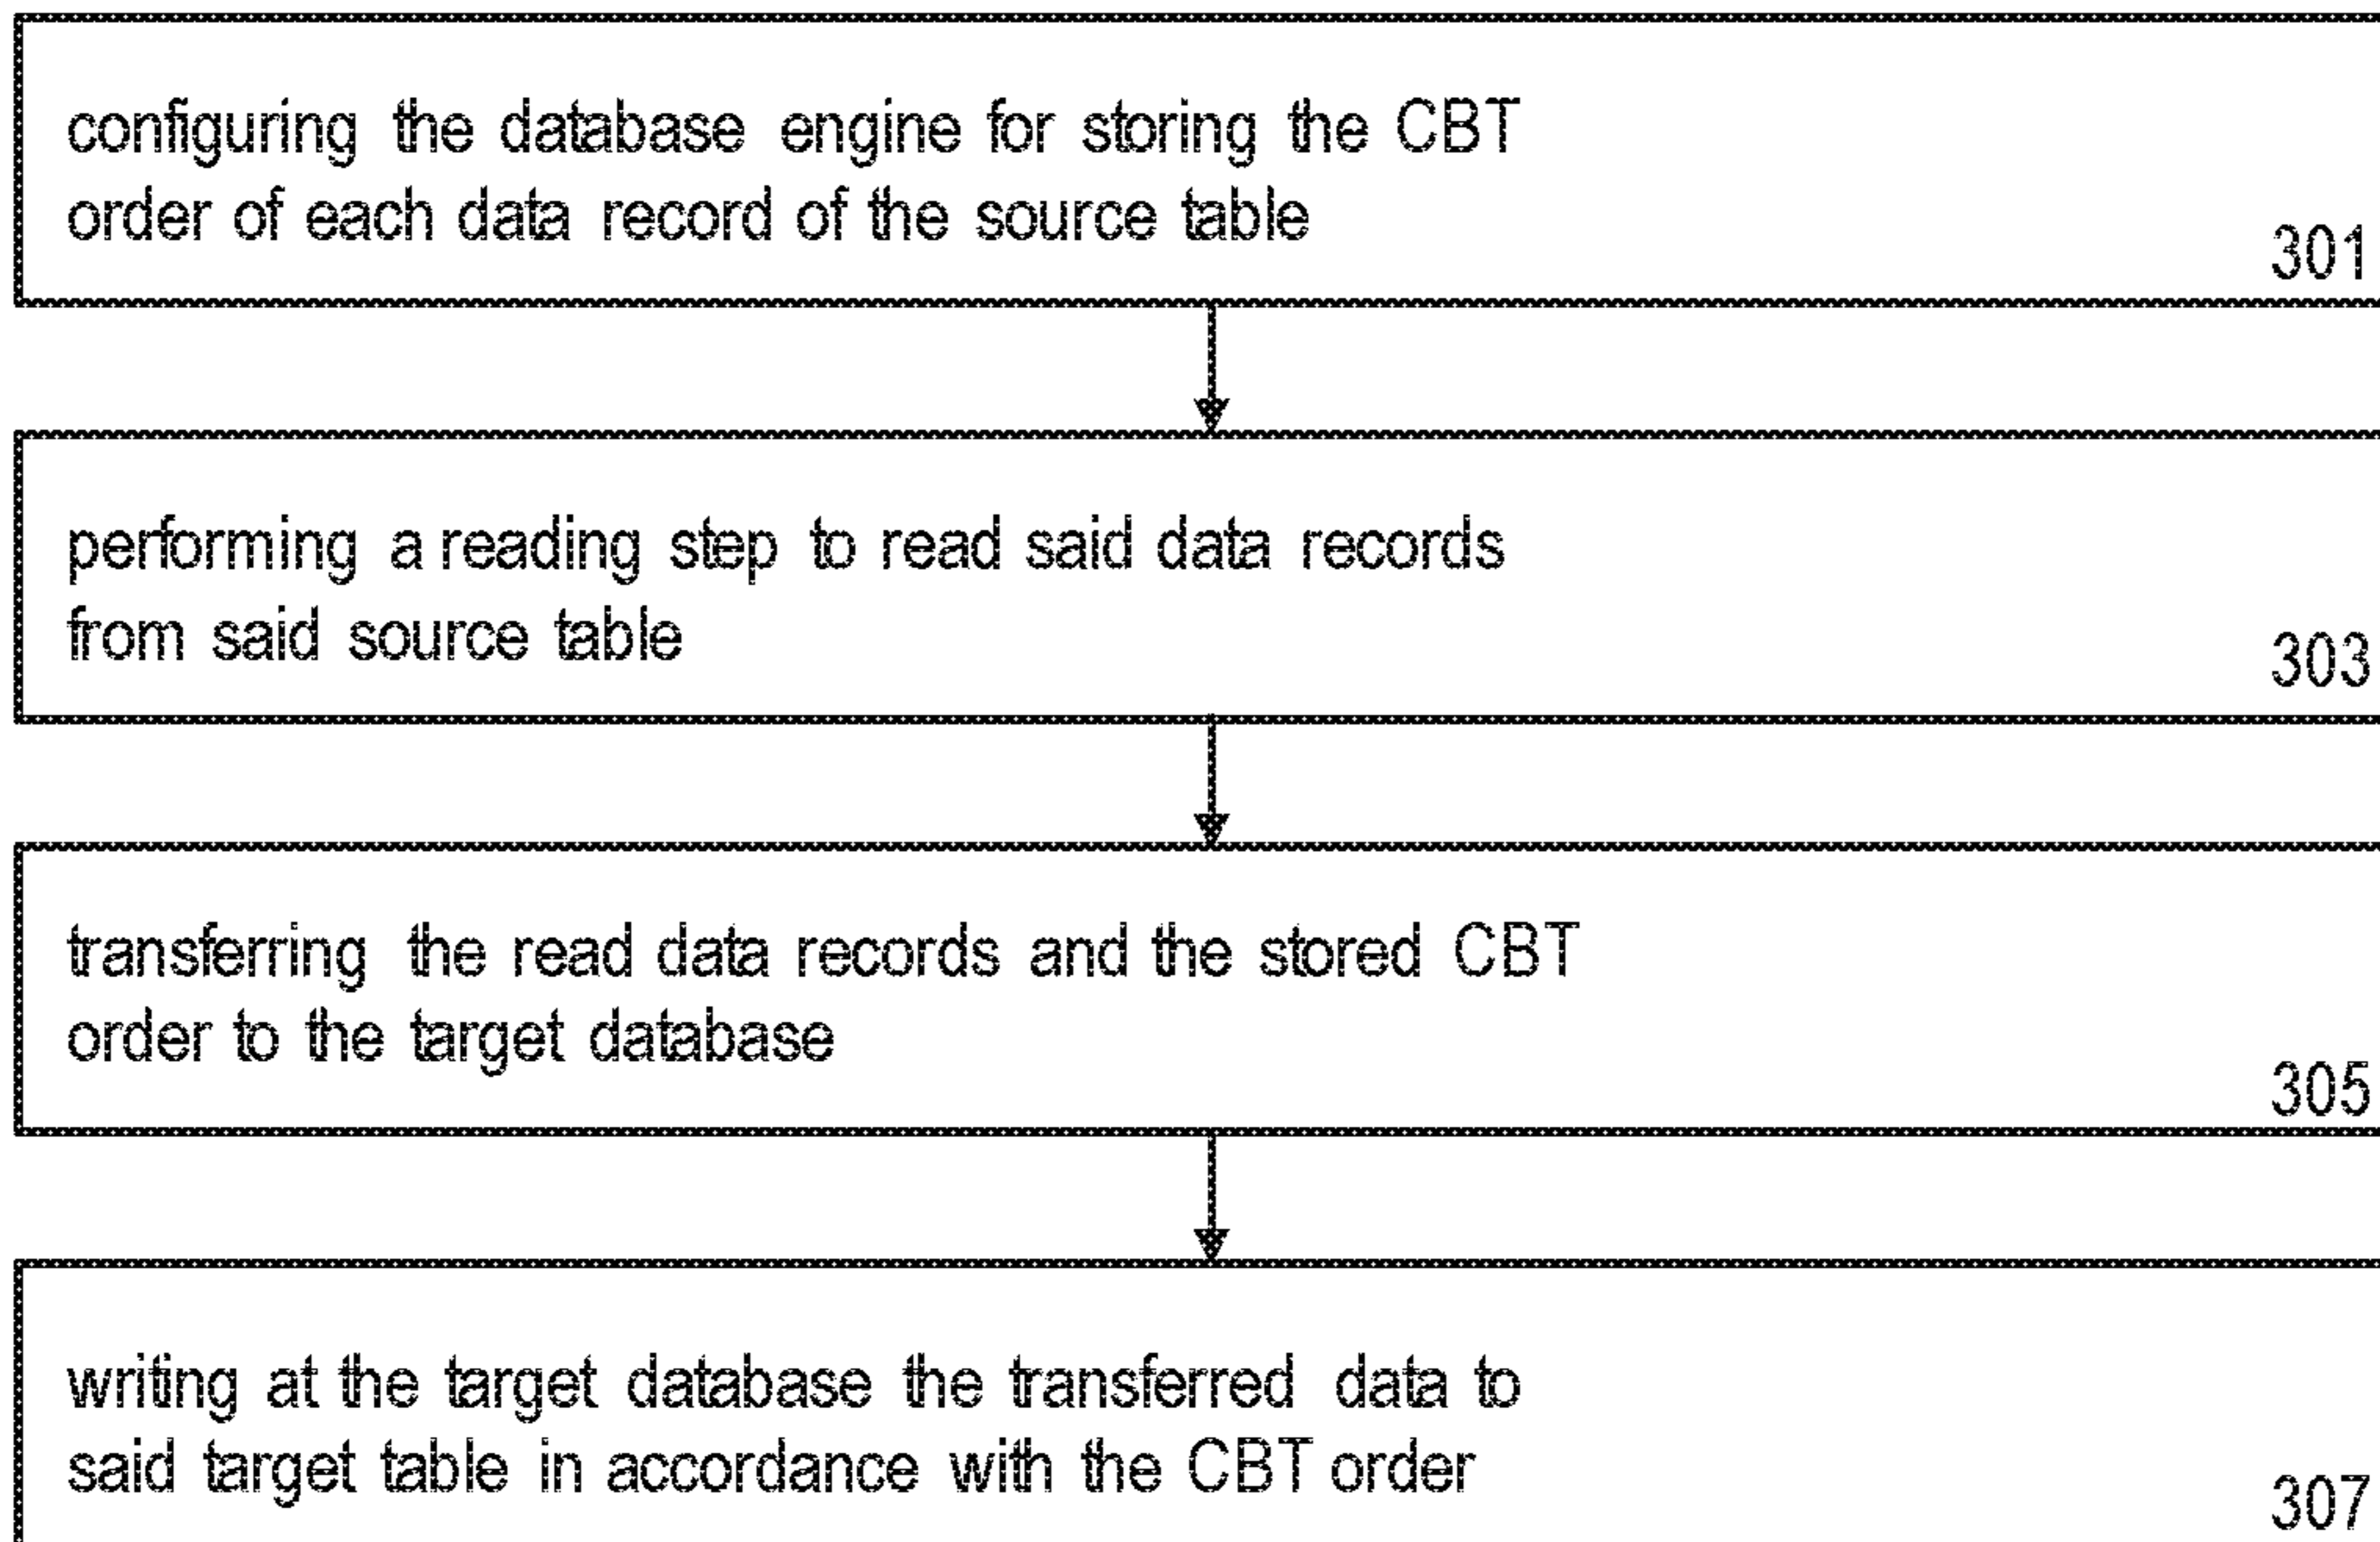 configuring the database engine for storing the CBT
order of each data record of the source table
301
performing a reading step to read said data records
from said source table
303
transferring the read data records and the stored CBT
order to the target database
305
writing at the target database the transferred data to
said target table in accordance with the CBT order
307